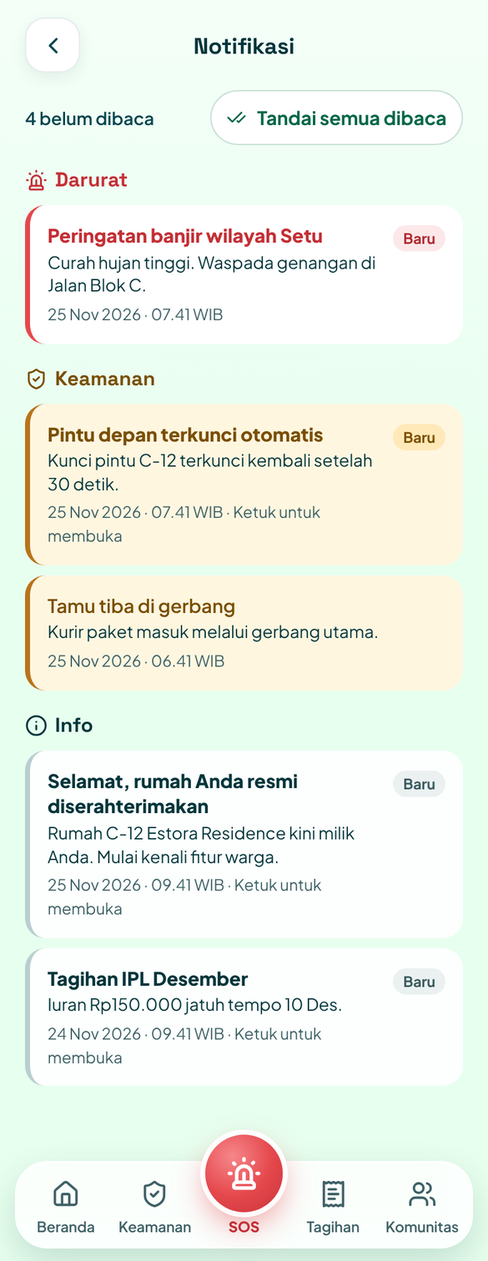 Notifikasi
4 belum dibaca
Tandai semua dibaca
Darurat
Peringatan banjir wilayah Setu
Baru
Curah hujan tinggi. Waspada genangan di
Jalan Blok C.
25 Nov 2026 · 07.41 WIB
Keamanan
Pintu depan terkunci otomatis
Baru
Kunci pintu C-12 terkunci kembali setelah
30 detik.
25 Nov 2026 · 07.41 WIB · Ketuk untuk
membuka
Tamu tiba di gerbang
Kurir paket masuk melalui gerbang utama.
25 Nov 2026 · 06.41 WIB
Info
Selamat, rumah Anda resmi
diserahterimakan
Baru
Rumah C-12 Estora Residence kini milik
Anda. Mulai kenali fitur warga.
25 Nov 2026 · 09.41 WIB · Ketuk untuk
membuka
Tagihan IPL Desember
Baru
Iuran Rp150.000 jatuh tempo 10 Des.
24 Nov 2026 · 09.41 WIB · Ketuk untuk
membuka
Beranda
Keamanan
SOS
Tagihan
Komunitas